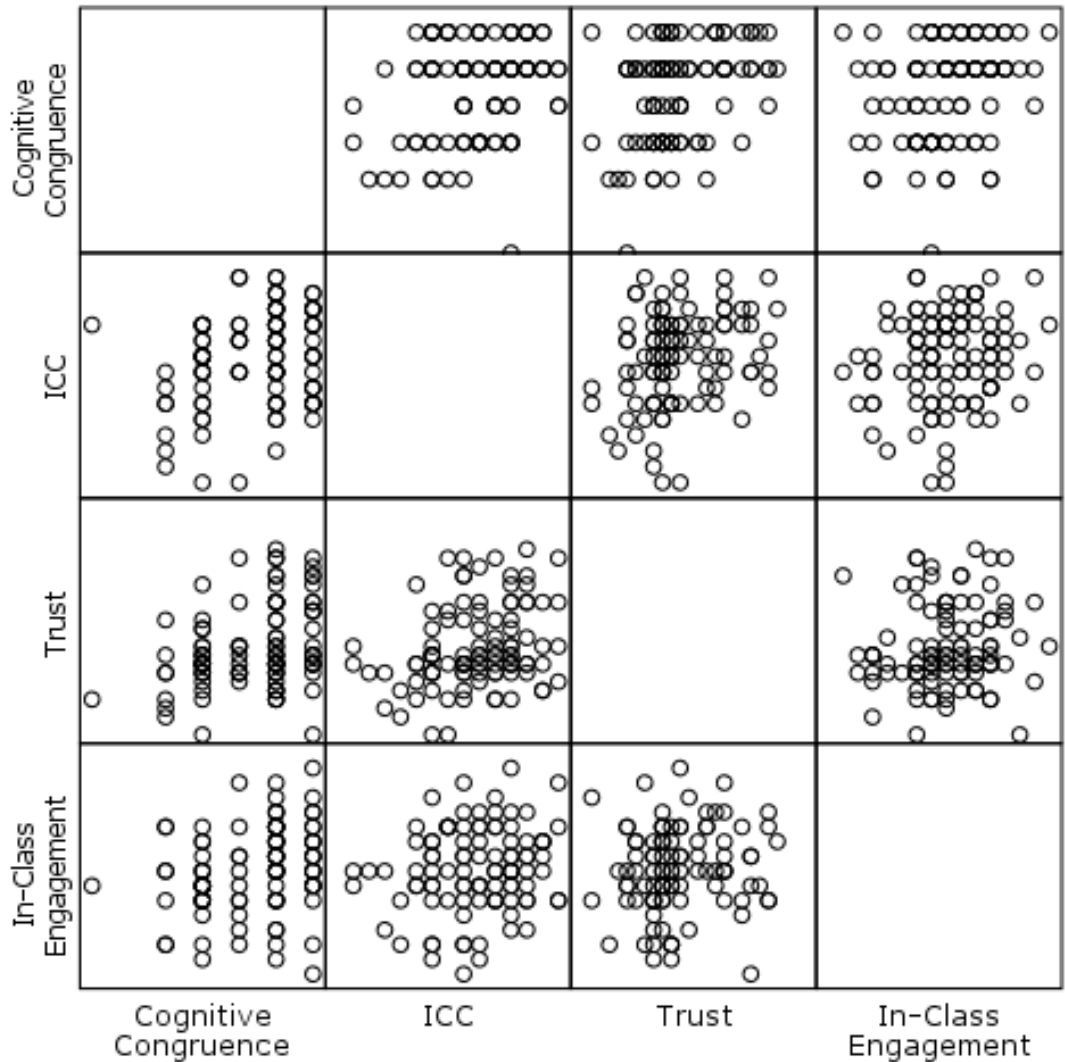 Cognitive
Congruence
ICC
Trust
In-Class
Engagement
Cognitive
Congruence
ICC
Trust
In-Class
Engagement